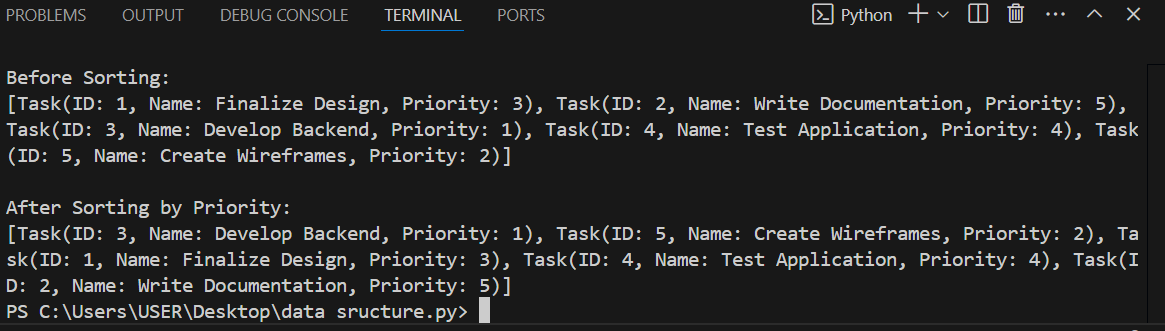 PROBLEMS OUTPUT DEBUG CONSOLE TERMINAL PORTS Python
Before Sorting:
[Task(ID: 1, Name: Finalize Design, Priority: 3), Task(ID: 2, Name: Write Documentation, Priority: 5),
Task(ID: 3, Name: Develop Backend, Priority: 1), Task(ID: 4, Name: Test Application, Priority: 4), Task
(ID: 5, Name: Create Wireframes, Priority: 2)]
After Sorting by Priority:
[Task(ID: 3, Name: Develop Backend, Priority: 1), Task(ID: 5, Name: Create Wireframes, Priority: 2), Ta
sk(ID: 1, Name: Finalize Design, Priority: 3), Task(ID: 4, Name: Test Application, Priority: 4), Task(I
D: 2, Name: Write Documentation, Priority: 5)]
PS C:\Users\USER\Desktop\data sructure.py>